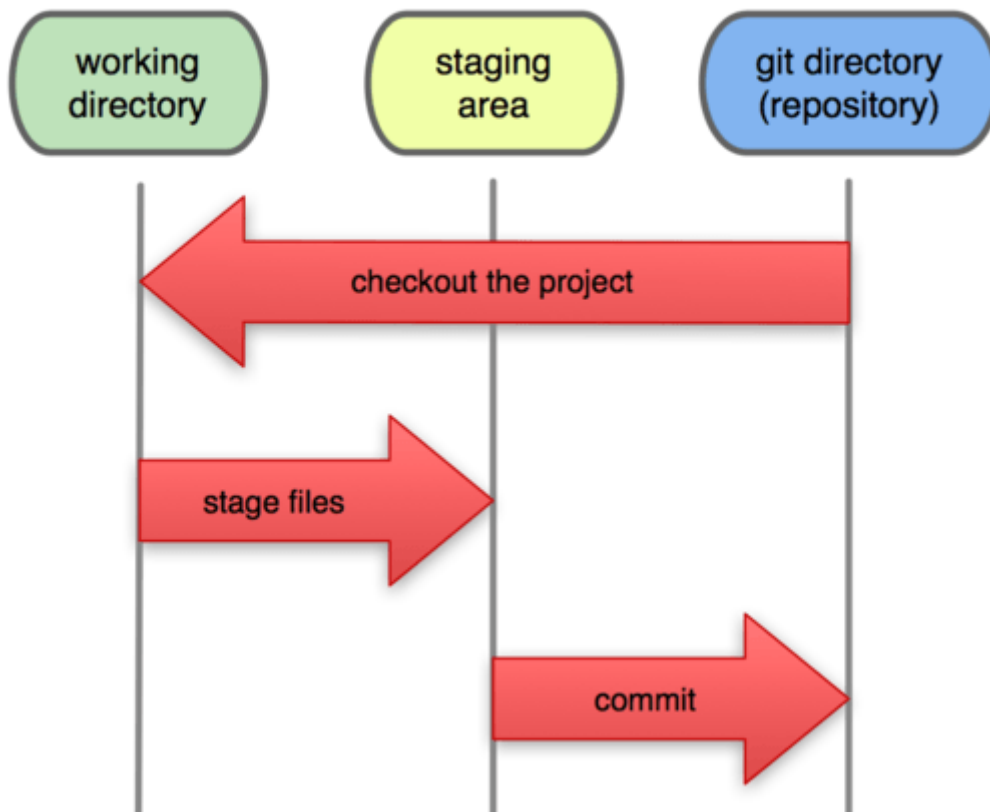 working
directory
staging
area
git directory
(repository)
checkout the project
stage files
commit